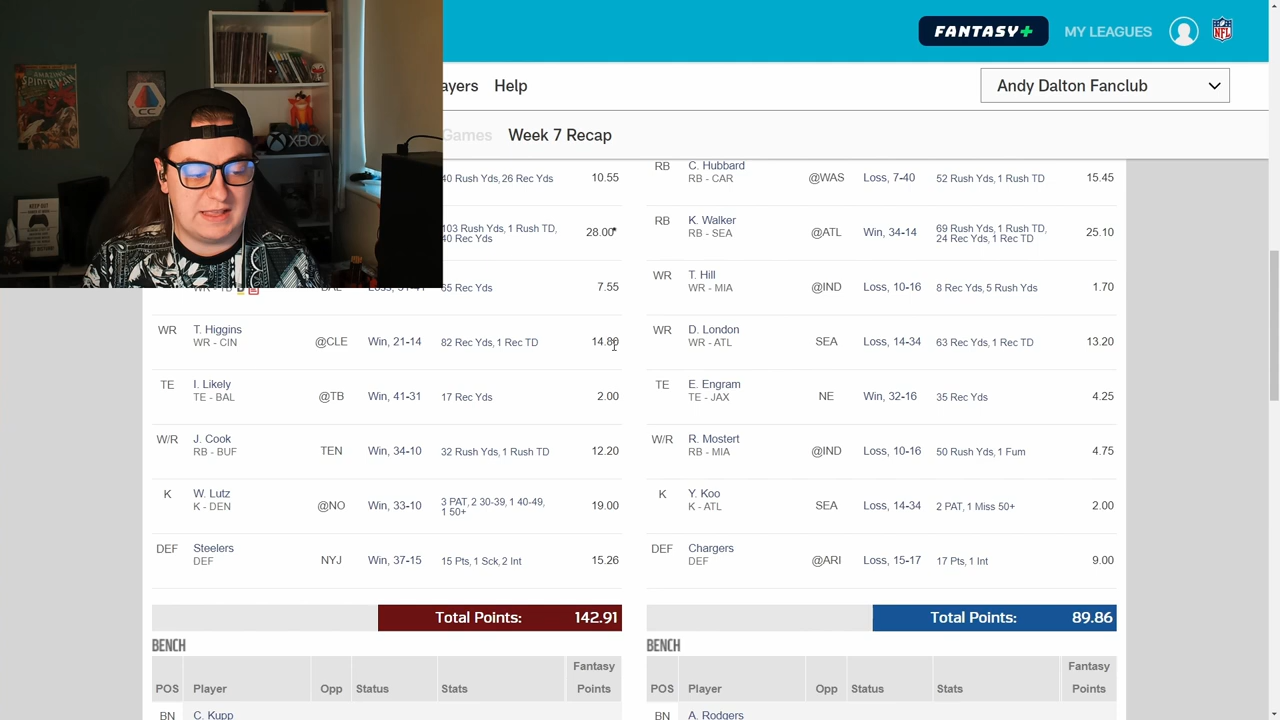 FANTASY+
MY LEAGUES
NFL
ayers Help
Andy Dalton Fanclub
Games Week 7 Recap
AMAZING
SPIDER-MAN
CC
XBOX
KEEP OUT
40 Rush Yds, 26 Rec Yds 10.55
103 Rush Yds, 1 Rush TD,
40 Rec Yds
28.00*
65 Rec Yds 7.55
WR T. Higgins
WR - CIN
@CLE Win, 21-14 82 Rec Yds, 1 Rec TD 14.80
TE I. Likely
TE - BAL
@TB Win, 41-31 17 Rec Yds 2.00
W/R J. Cook
RB - BUF
TEN Win, 34-10 32 Rush Yds, 1 Rush TD 12.20
K W. Lutz
K - DEN
@NO Win, 33-10 3 PAT, 2 30-39, 1 40-49,
1 50+
19.00
DEF Steelers
DEF
NYJ Win, 37-15 15 Pts, 1 Sck, 2 Int 15.26
Total Points: 142.91
BENCH
Fantasy
POS Player Opp Status Stats Points
BN C. Kupp
RB C. Hubbard
RB - CAR
@WAS Loss, 7-40 52 Rush Yds, 1 Rush TD 15.45
RB K. Walker
RB - SEA
@ATL Win, 34-14 69 Rush Yds, 1 Rush TD,
24 Rec Yds, 1 Rec TD
25.10
WR T. Hill
WR - MIA
@IND Loss, 10-16 8 Rec Yds, 5 Rush Yds 1.70
WR D. London
WR - ATL
SEA Loss, 14-34 63 Rec Yds, 1 Rec TD 13.20
TE E. Engram
TE - JAX
NE Win, 32-16 35 Rec Yds 4.25
W/R R. Mostert
RB - MIA
@IND Loss, 10-16 50 Rush Yds, 1 Fum 4.75
K Y. Koo
K - ATL
SEA Loss, 14-34 2 PAT, 1 Miss 50+ 2.00
DEF Chargers
DEF
@ARI Loss, 15-17 17 Pts, 1 Int 9.00
Total Points: 89.86
BENCH
Fantasy
POS Player Opp Status Stats Points
BN A. Rodgers